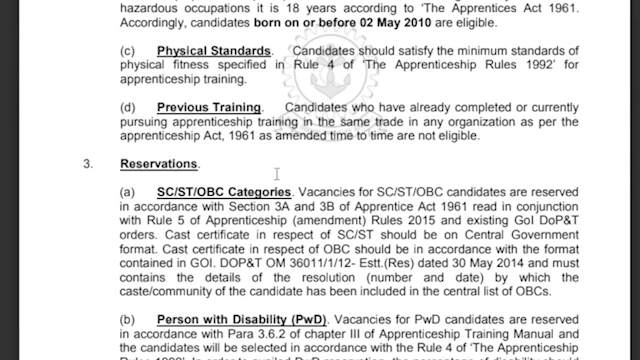 hazardous occupations it is 18 years according to 'The Apprentices Act 1961.
Accordingly, candidates born on or before 02 May 2010 are eligible.
(c) Physical Standards. Candidates should satisfy the minimum standards of
physical fitness specified in Rule 4 of 'The Apprenticeship Rules 1992' for
apprenticeship training.
(d) Previous Training. Candidates who have already completed or currently
pursuing apprenticeship training in the same trade in any organization as per the
apprenticeship Act, 1961 as amended time to time are not eligible.
3. Reservations.
(a) SC/ST/OBC Categories. Vacancies for SC/ST/OBC candidates are reserved
in accordance with Section 3A and 3B of Apprentice Act 1961 read in conjunction
with Rule 5 of Apprenticeship (amendment) Rules 2015 and existing GoI DoP&T
orders. Cast certificate in respect of SC/ST should be on Central Government
format. Cast certificate in respect of OBC should be in accordance with the format
contained in GOI. DOP&T OM 36011/1/12- Estt.(Res) dated 30 May 2014 and must
contains the details of the resolution (number and date) by which the
caste/community of the candidate has been included in the central list of OBCs.
(b) Person with Disability (PwD). Vacancies for PwD candidates are reserved
in accordance with Para 3.6.2 of chapter III of Apprenticeship Training Manual and
the candidates will be selected in accordance with the Rule 4 of 'The Apprenticeship